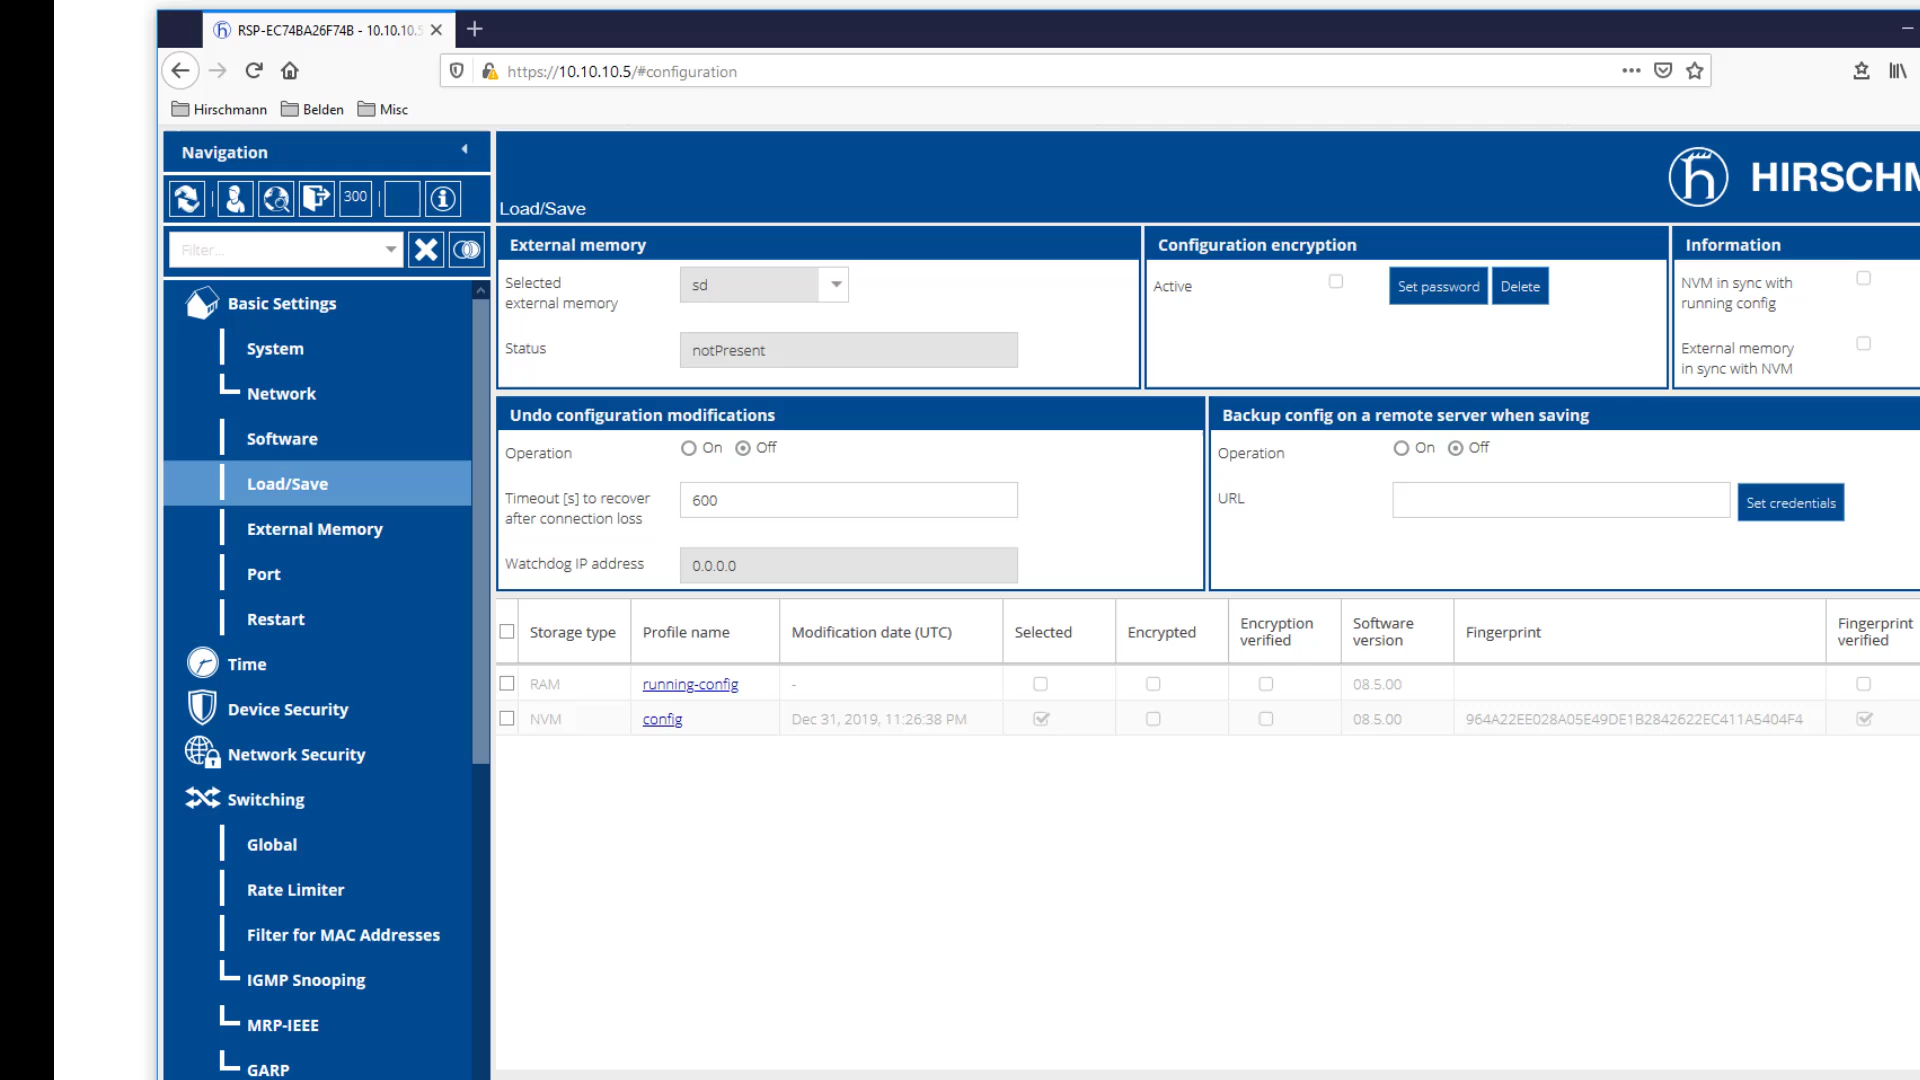 RSP-EC74BA26F74B - 10.10.10.5
https://10.10.10.5/#configuration
Hirschmann Belden Misc
Navigation
300
Load/Save
HIRSCHM
Filter...
External memory
Configuration encryption
Information
Selected
external memory
sd
Active
Set password
Delete
NVM in sync with
running config
Status
notPresent
External memory
in sync with NVM
Basic Settings
System
Network
Software
Load/Save
External Memory
Port
Restart
Time
Device Security
Network Security
Switching
Global
Rate Limiter
Filter for MAC Addresses
IGMP Snooping
MRP-IEEE
GARP
Undo configuration modifications
Operation
On Off
Timeout [s] to recover
after connection loss
600
Watchdog IP address
0.0.0.0
Backup config on a remote server when saving
Operation
On Off
URL
Set credentials
Storage type Profile name Modification date (UTC) Selected Encrypted Encryption verified Software version Fingerprint Fingerprint verified
RAM running-config - 08.5.00
NVM config Dec 31, 2019, 11:26:38 PM 08.5.00 964A22EE028A05E49DE1B2842622EC411A5404F4